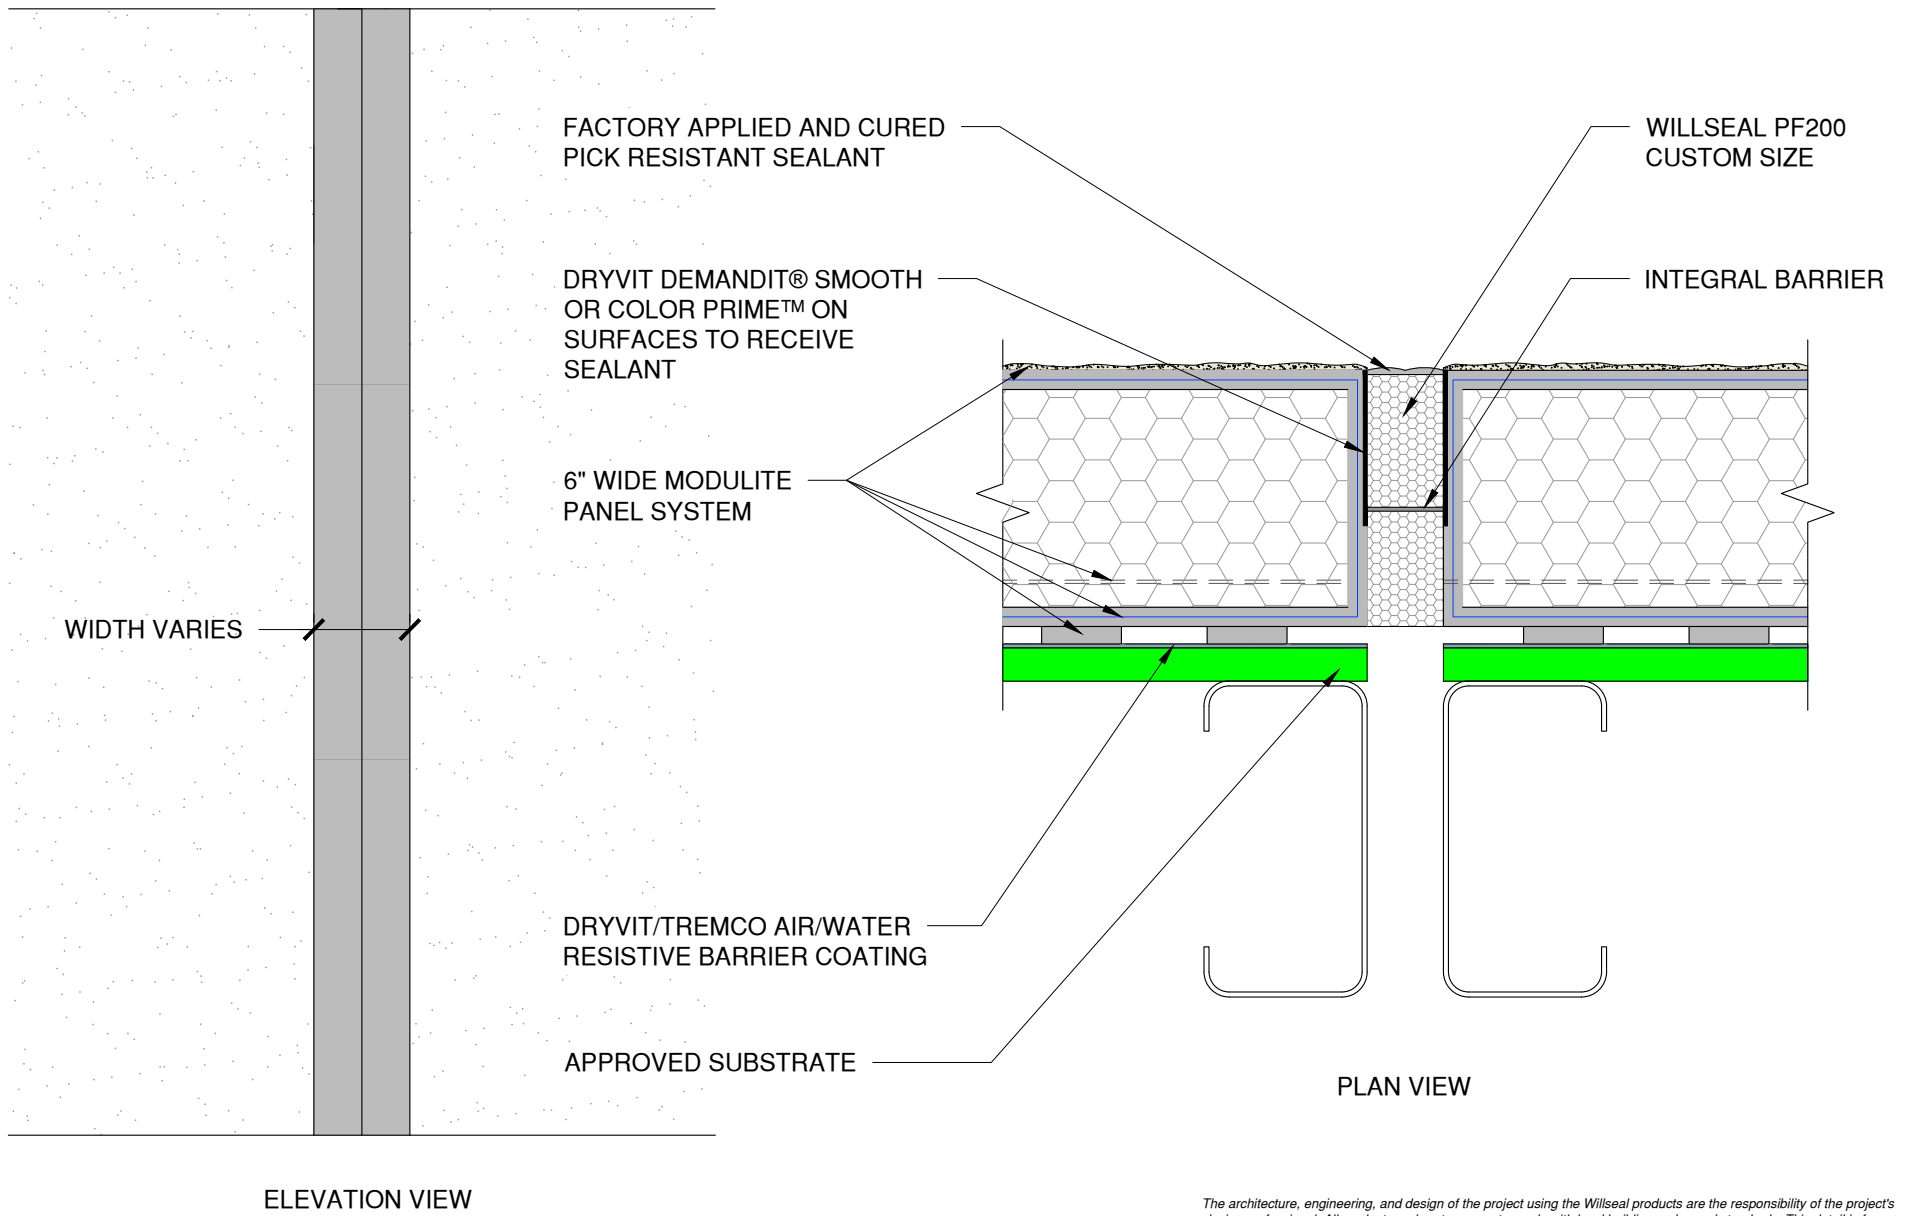 FACTORY APPLIED AND CURED
PICK RESISTANT SEALANT
WILLSEAL PF200
CUSTOM SIZE
DRYVIT DEMANDIT® SMOOTH
OR COLOR PRIME™ ON
SURFACES TO RECEIVE
SEALANT
INTEGRAL BARRIER
6" WIDE MODULITE
PANEL SYSTEM
WIDTH VARIES
DRYVIT/TREMCO AIR/WATER
RESISTIVE BARRIER COATING
APPROVED SUBSTRATE
PLAN VIEW
ELEVATION VIEW
The architecture, engineering, and design of the project using the Willseal products are the responsibility of the project's